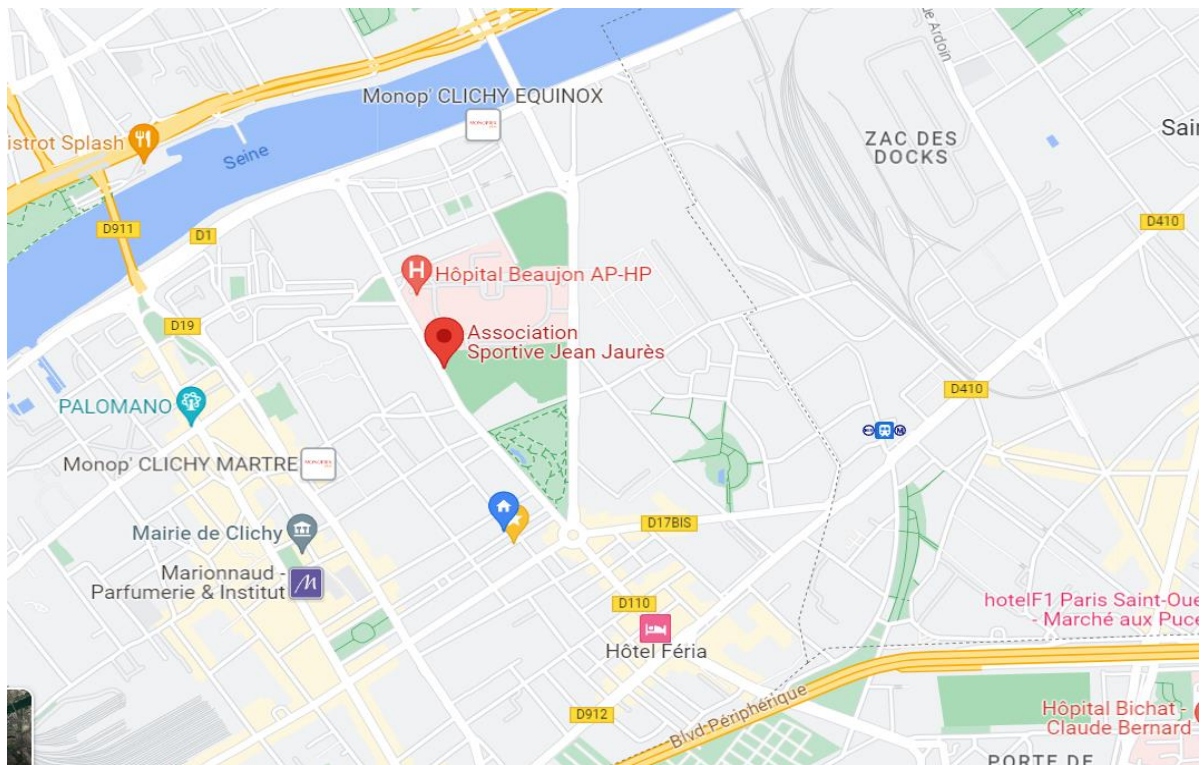 ue Ardoin
Monop' CLICHY EQUINOX
istrot Splash
Seine
ZAC DES
DOCKS
Sain
D911
D1
D410
Hôpital Beaujon AP-HP
D19
Association
Sportive Jean Jaurès
D410
PALOMANO
Monop' CLICHY MARTRE
Mairie de Clichy
D17BIS
Marionnaud -
Parfumerie & Institut
M
D110
hotelF1 Paris Saint-Oue
- Marché aux Puce
Hôtel Féria
D912
Blvd Périphérique
Hôpital Bichat -
Claude Bernard
PORTE DE